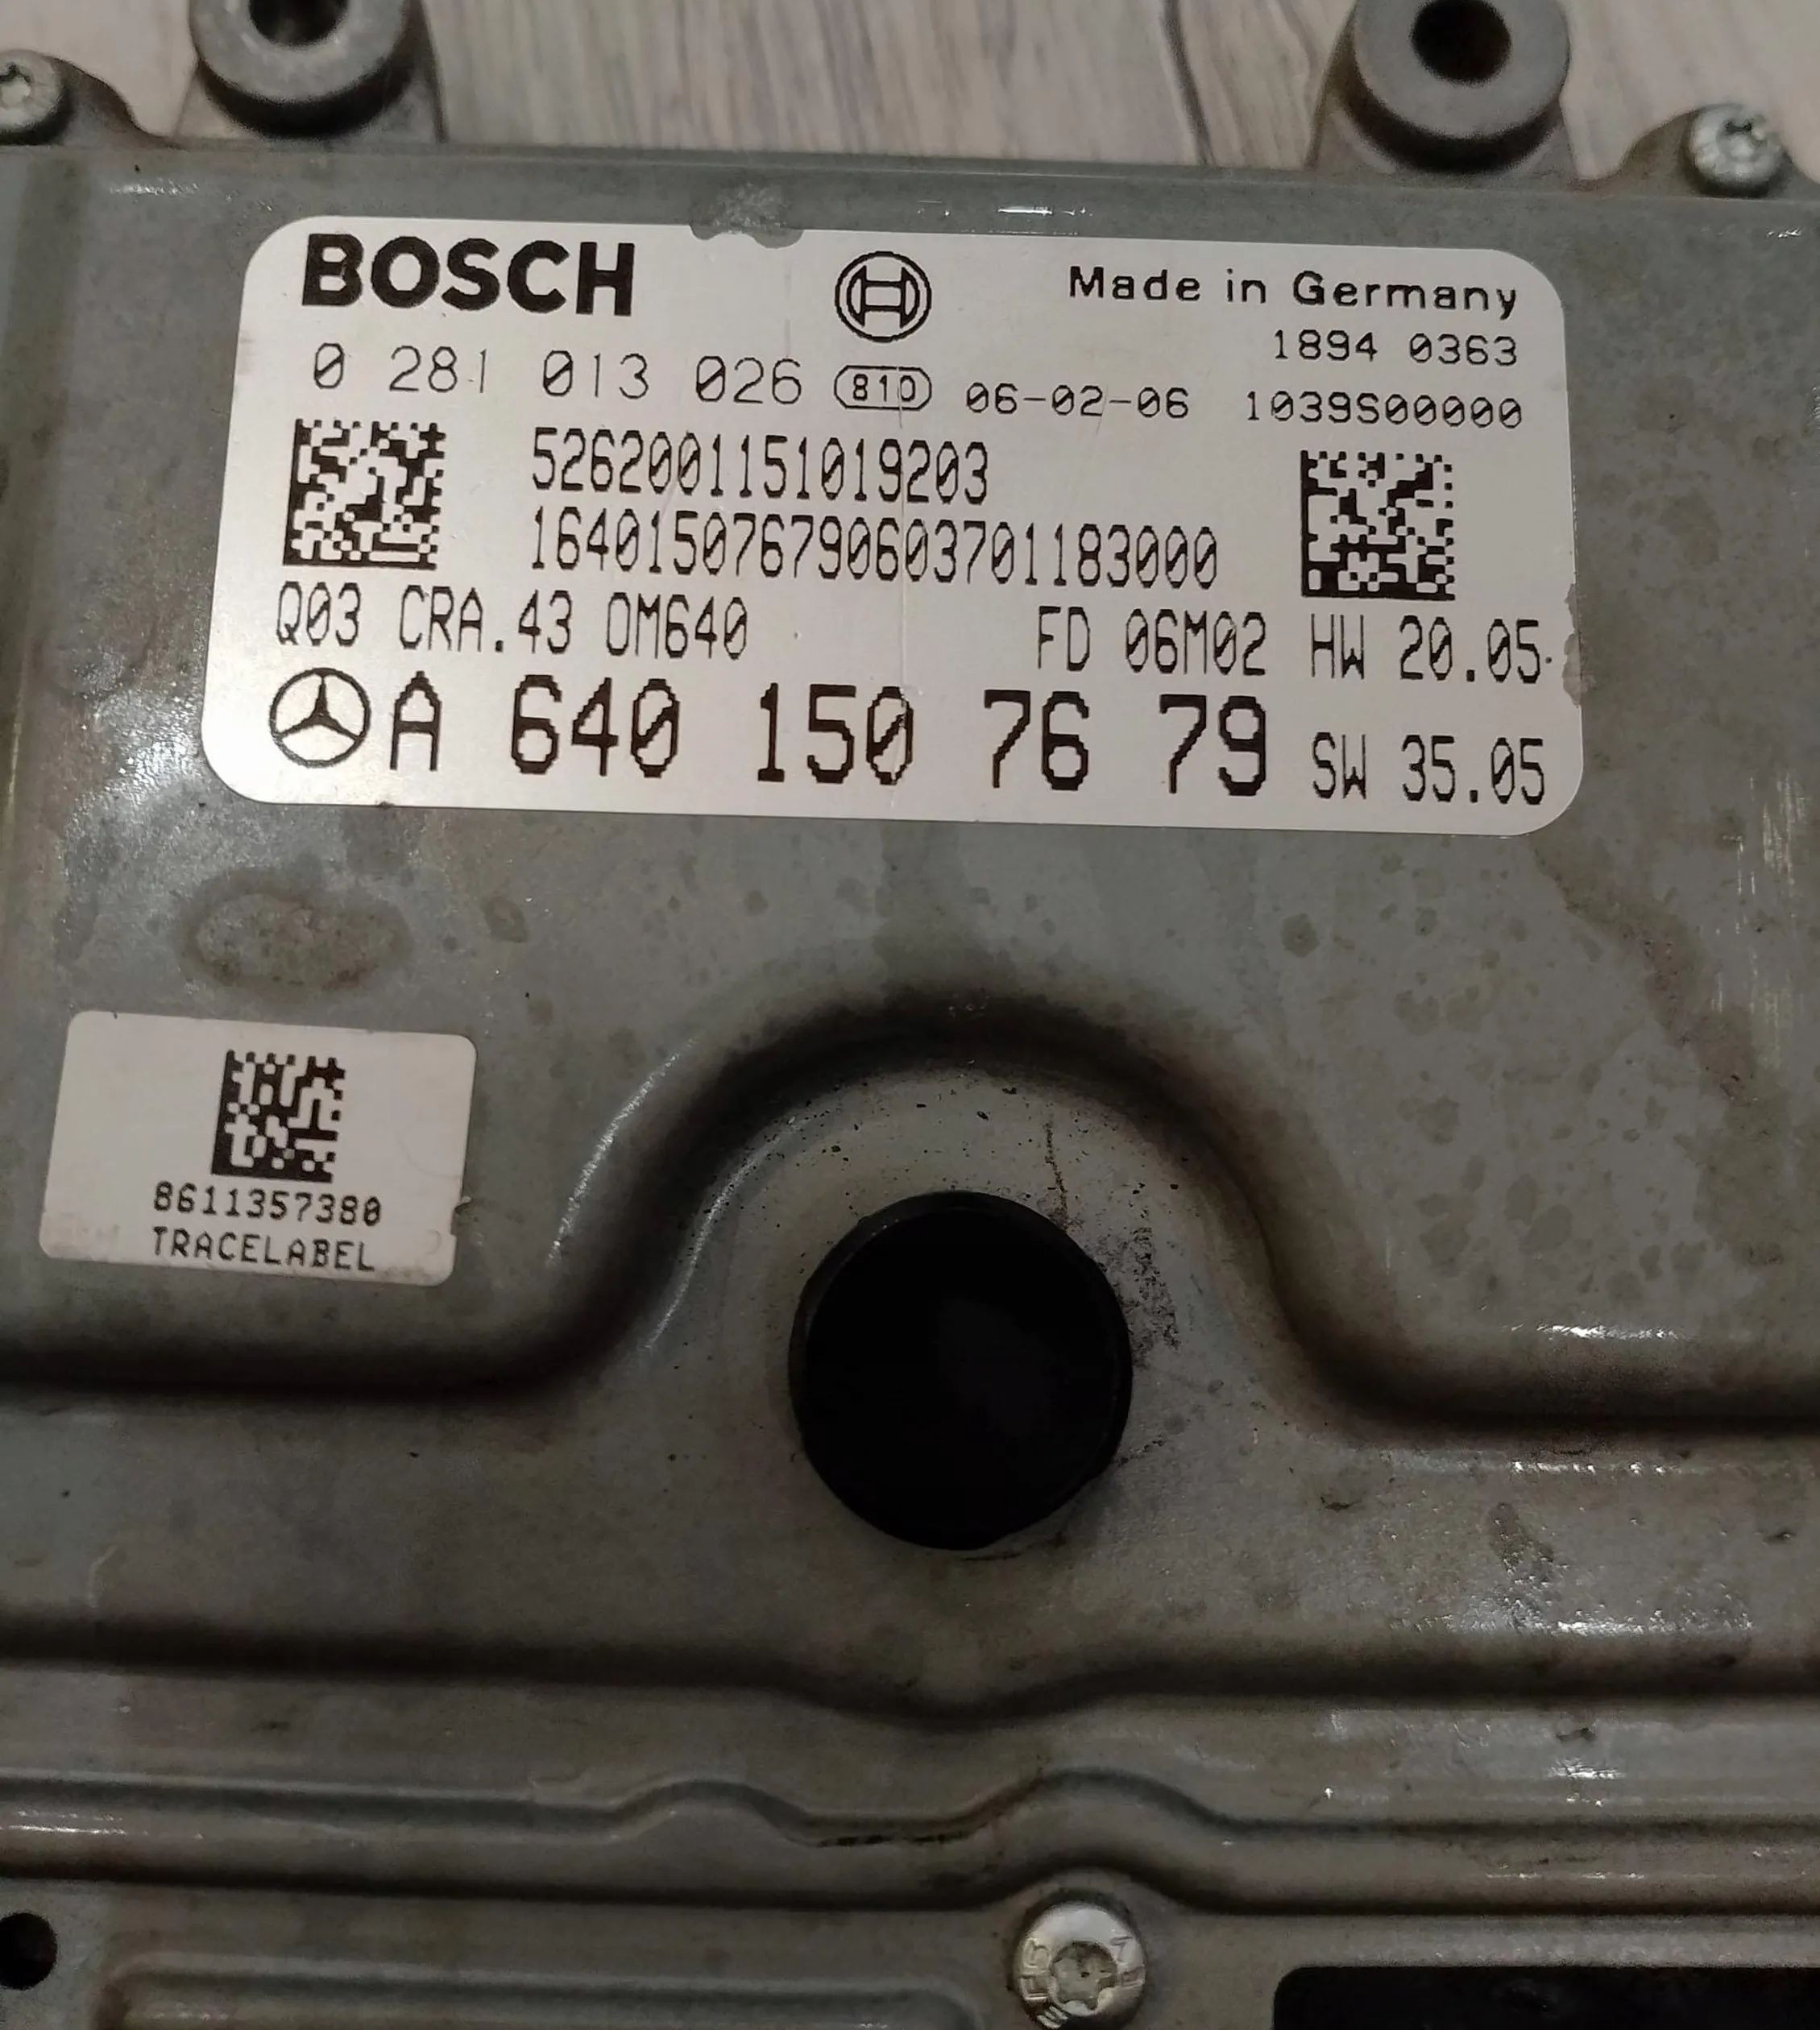 BOSCH
Made in Germany
1894 0363
0 281 013 026 810 06-02-06 1039S00000
5262001151019203
164015076790603701183000
Q03 CRA.43 OM640 FD 06M02 HW 20.05
A 640 150 76 79 SW 35.05
8611357380
TRACELABEL